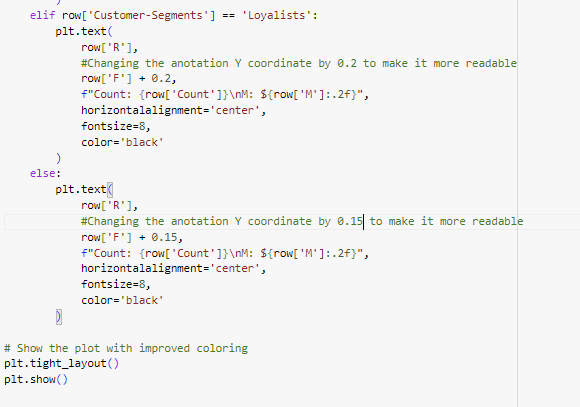 )
elif row['Customer-Segments'] == 'Loyalists':
plt.text(
row['R'],
#Changing the anotation Y coordinate by 0.2 to make it more readable
row['F'] + 0.2,
f"Count: {row['Count']}\nM: ${row['M']:.2f}",
horizontalalignment='center',
fontsize=8,
color='black'
)
else:
plt.text(
row['R'],
#Changing the anotation Y coordinate by 0.15 to make it more readable
row['F'] + 0.15,
f"Count: {row['Count']}\nM: ${row['M']:.2f}",
horizontalalignment='center',
fontsize=8,
color='black'
)
# Show the plot with improved coloring
plt.tight_layout()
plt.show()